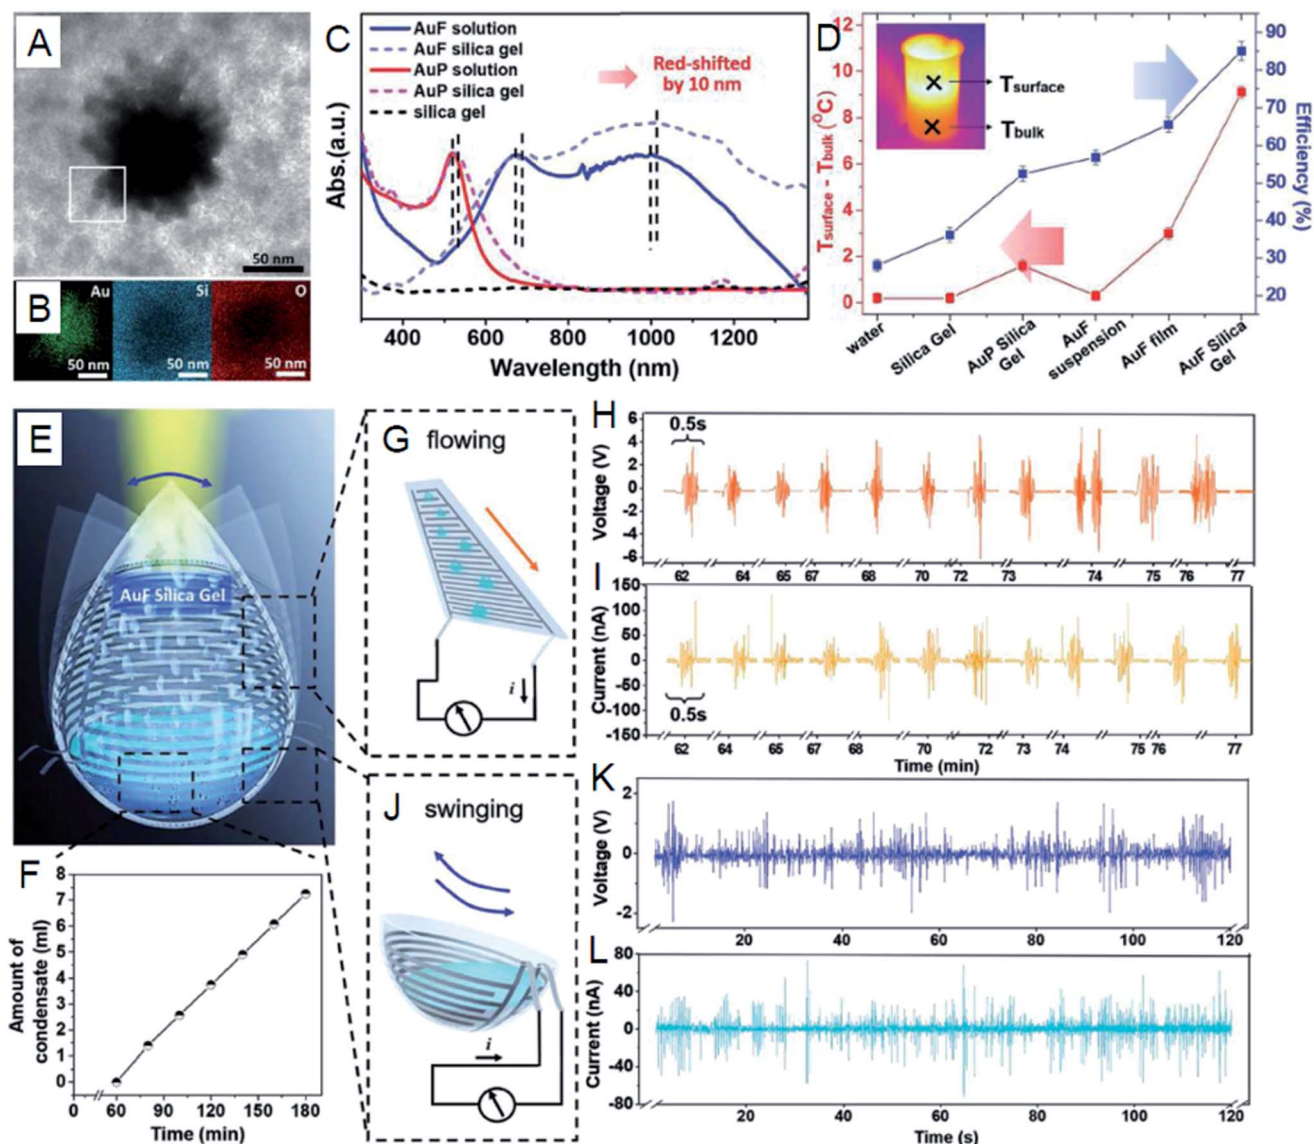 A
50 nm
B
Au
Si
O
50 nm
50 nm
50 nm
C
AuF solution
AuF silica gel
AuP solution
AuP silica gel
silica gel
Red-shifted
by 10 nm
Abs.(a.u.)
400
600
800
1000
1200
Wavelength (nm)
D
12
10
8
6
4
2
0
Tsurface - Tbulk (°C)
Tsurface
Tbulk
90
80
70
60
50
40
30
20
Efficiency (%)
water
Silica Gel
AuP Silica
Gel
AuF
suspension
AuF film
AuF Silica
Gel
E
AuF Silica Gel
F
8
7
6
5
4
3
2
1
0
Amount of
condensate (ml)
0
60
90
120
150
180
Time (min)
G
flowing
i
H
6
4
2
0
-2
-4
-6
Voltage (V)
0.5s
62
64
65
67
68
70
72
73
74
75
76
77
I
150
100
50
0
-50
-100
-150
Current (nA)
0.5s
62
64
65
67
68
70
72
73
74
75
76
77
Time (min)
J
swinging
i
K
2
0
-2
Voltage (V)
20
40
60
80
100
120
L
80
40
0
-40
-80
Current (nA)
20
40
60
80
100
120
Time (s)